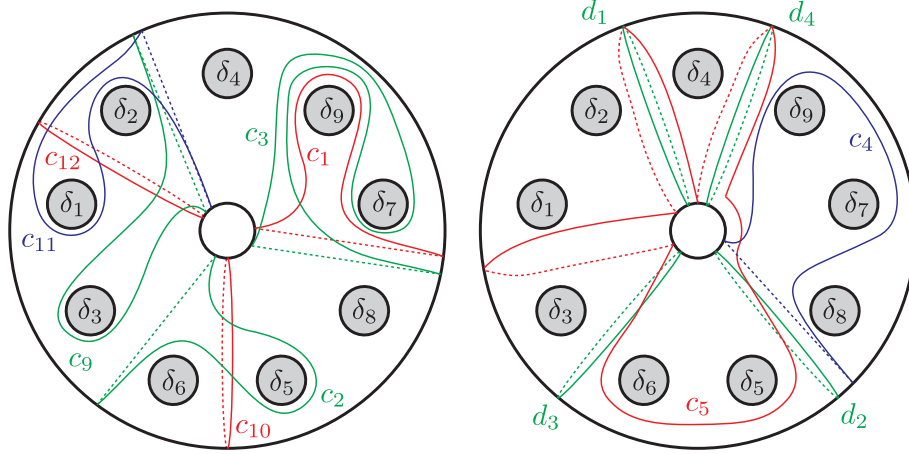 δ₄
δ₂
δ₉
c₃
c₁
c₁₂
δ₁
δ₇
c₁₁
δ₃
δ₈
c₉
δ₆
δ₅
c₂
c₁₀
d₁
d₄
δ₄
δ₂
δ₉
c₄
δ₁
δ₇
δ₃
δ₈
δ₆
δ₅
c₅
d₃
d₂